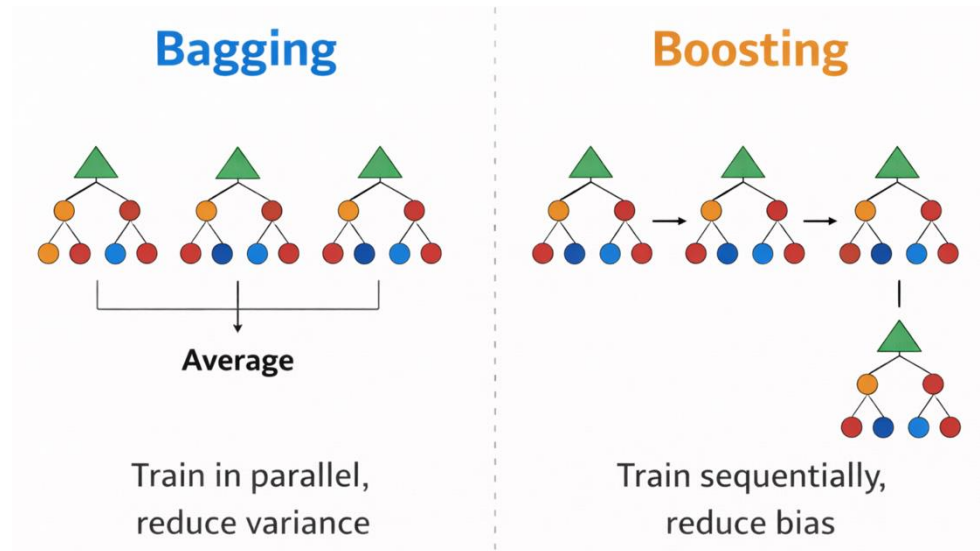 Bagging
Average
Train in parallel,
reduce variance
Boosting
Train sequentially,
reduce bias